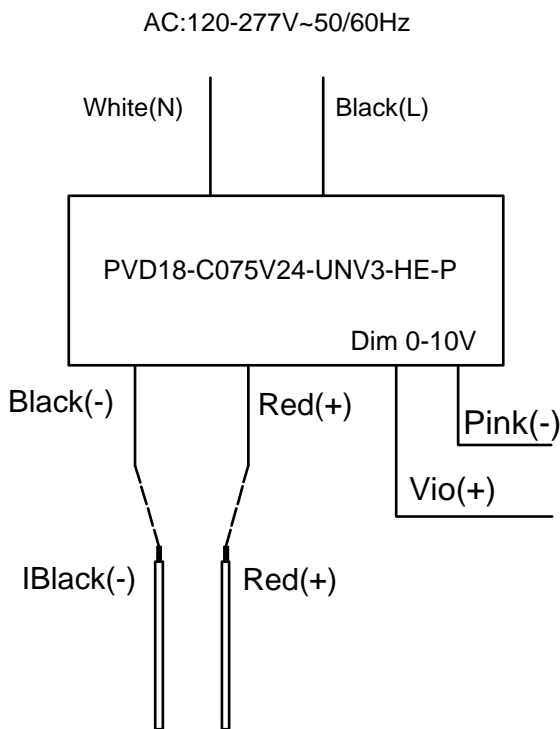 AC:120-277V~50/60Hz
White(N)
Black(L)
PVD18-C075V24-UNV3-HE-P
Dim 0-10V
Black(-)
Red(+)
Pink(-)
Vio(+)
IBlack(-)
Red(+)